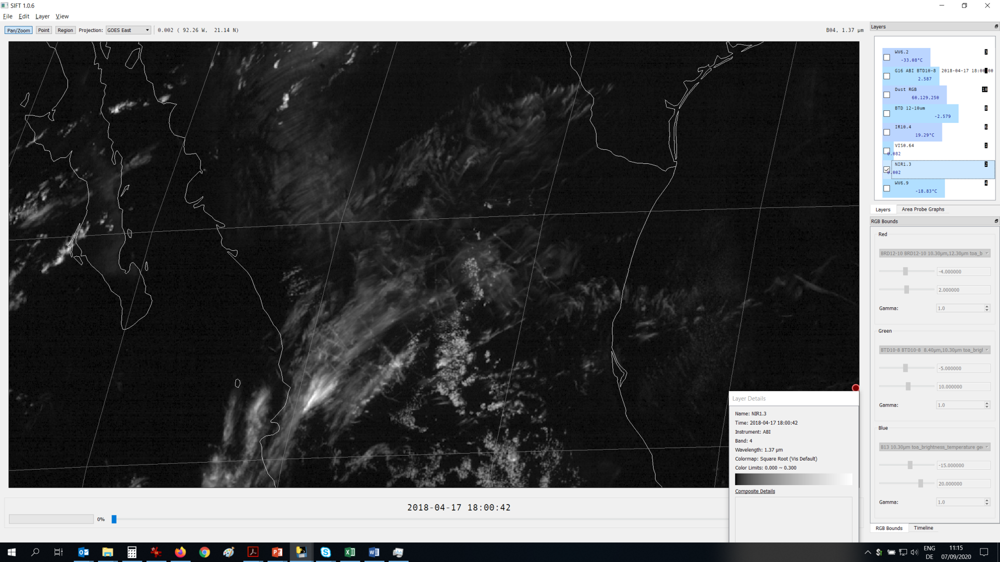 SIFT 1.0.6
File Edit Layer View
Pan/Zoom Point Region Projection: GOES East 0.002 ( 92.26 W, 21.14 N) B04, 1.37 µm
Layers
WV6.2 3
-33.08°C
G16 ABI BTD10-8 2018-04-17 18:00:00
2.587
Dust RGB 10
60,129,250
BTD 12-10um 8
-2.579
IR10.4 6
19.29°C
VIS0.64 1
0.082
NIR1.3 2
0.002
WV6.9 4
-18.83°C
Layers Area Probe Graphs
RGB Bounds
Red
BRD12-10 BRD12-10 10.30µm,12.30µm toa_b
-4.000000
2.000000
Gamma: 1.0
Green
BTD10-8 BTD10-8 8.40µm,10.30µm toa_brigl
-5.000000
10.000000
Gamma: 1.0
Blue
B13 10.30µm toa_brightness_temperature geo
-15.000000
20.000000
Gamma: 1.0
RGB Bounds Timeline
Layer Details
Name: NIR1.3
Time: 2018-04-17 18:00:42
Instrument: ABI
Band: 4
Wavelength: 1.37 µm
Colormap: Square Root (Vis Default)
Color Limits: 0.000 ~ 0.300
Composite Details
2018-04-17 18:00:42
0%
ENG
DE
11:15
07/09/2020